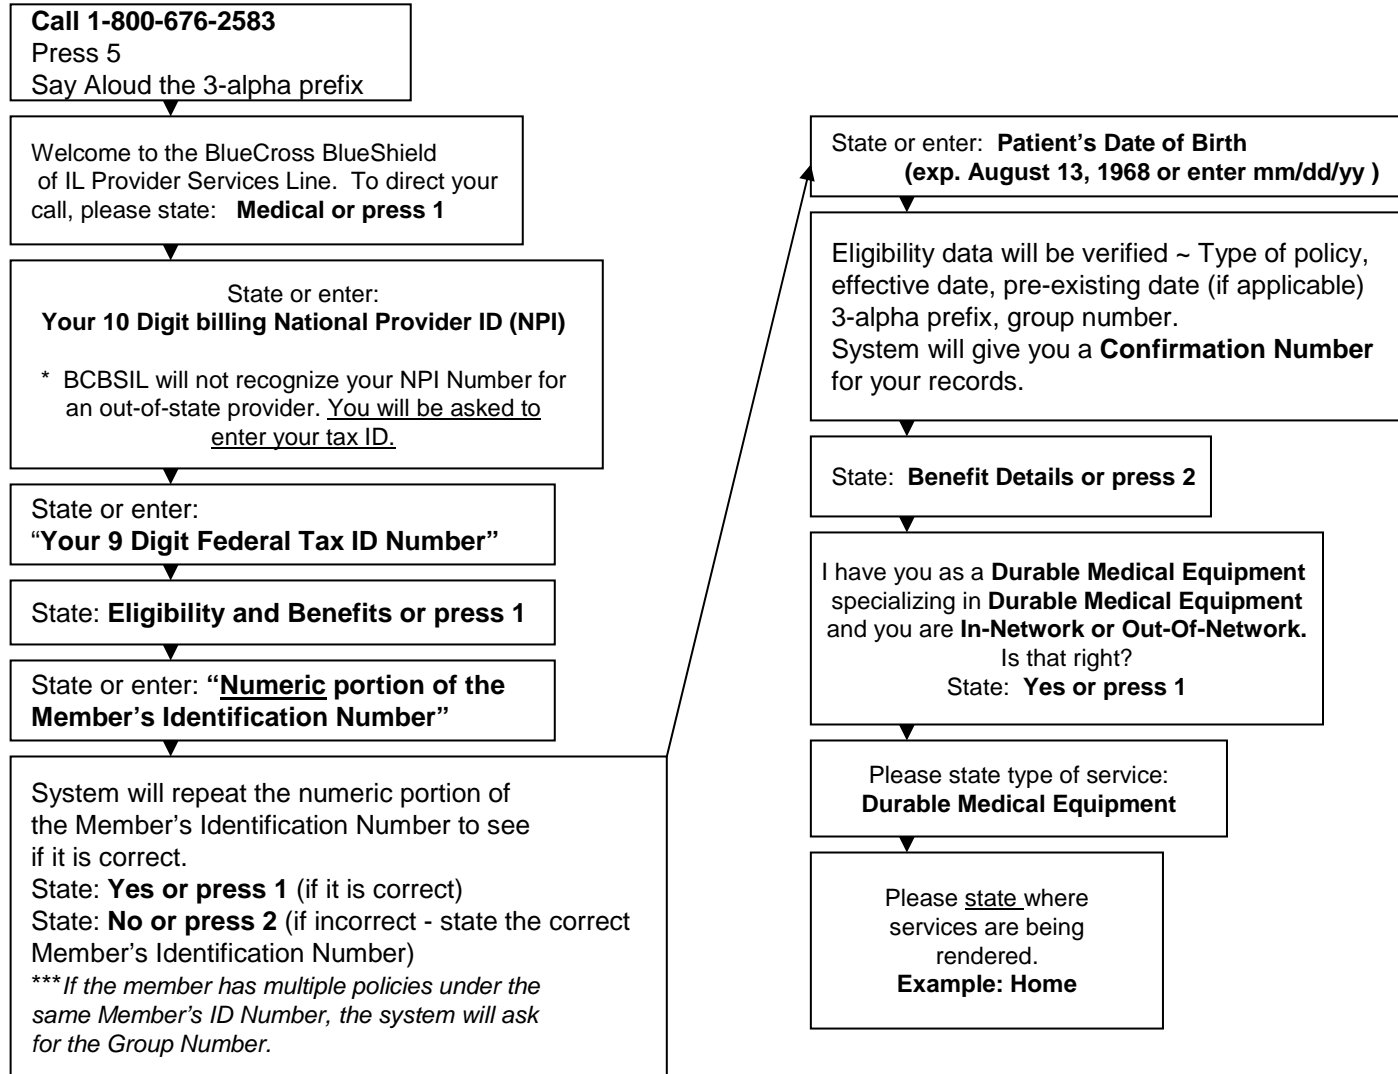 Call 1-800-676-2583
Press 5
Say Aloud the 3-alpha prefix
Welcome to the BlueCross BlueShield
of IL Provider Services Line. To direct your
call, please state: Medical or press 1
State or enter:
Your 10 Digit billing National Provider ID (NPI)
* BCBSIL will not recognize your NPI Number for
an out-of-state provider. You will be asked to
enter your tax ID.
State or enter:
“Your 9 Digit Federal Tax ID Number”
State: Eligibility and Benefits or press 1
State or enter: “Numeric portion of the
Member’s Identification Number”
System will repeat the numeric portion of
the Member’s Identification Number to see
if it is correct.
State: Yes or press 1 (if it is correct)
State: No or press 2 (if incorrect - state the correct
Member’s Identification Number)
***If the member has multiple policies under the
same Member’s ID Number, the system will ask
for the Group Number.
State or enter: Patient’s Date of Birth
(exp. August 13, 1968 or enter mm/dd/yy )
Eligibility data will be verified ~ Type of policy,
effective date, pre-existing date (if applicable)
3-alpha prefix, group number.
System will give you a Confirmation Number
for your records.
State: Benefit Details or press 2
I have you as a Durable Medical Equipment
specializing in Durable Medical Equipment
and you are In-Network or Out-Of-Network.
Is that right?
State: Yes or press 1
Please state type of service:
Durable Medical Equipment
Please state where
services are being
rendered.
Example: Home